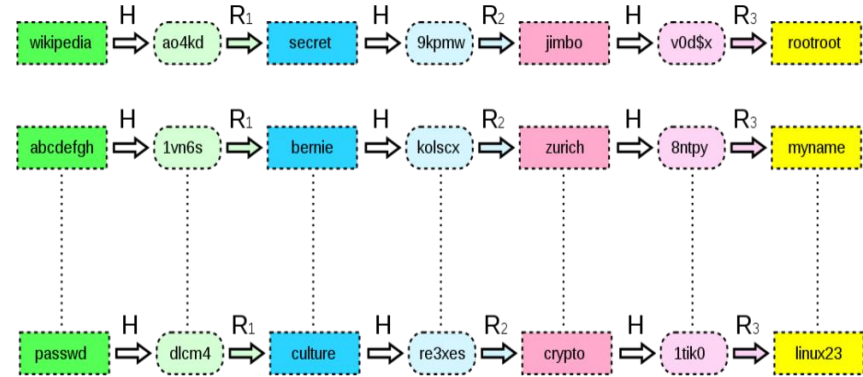 H R1 H R2 H R3
wikipedia ao4kd secret 9kpmw jimbo v0d$x rootroot
H R1 H R2 H R3
abcdefgh 1vn6s bernie kolscx zurich 8ntpy myname
H R1 H R2 H R3
passwd dlcm4 culture re3xes crypto 1tik0 linux23